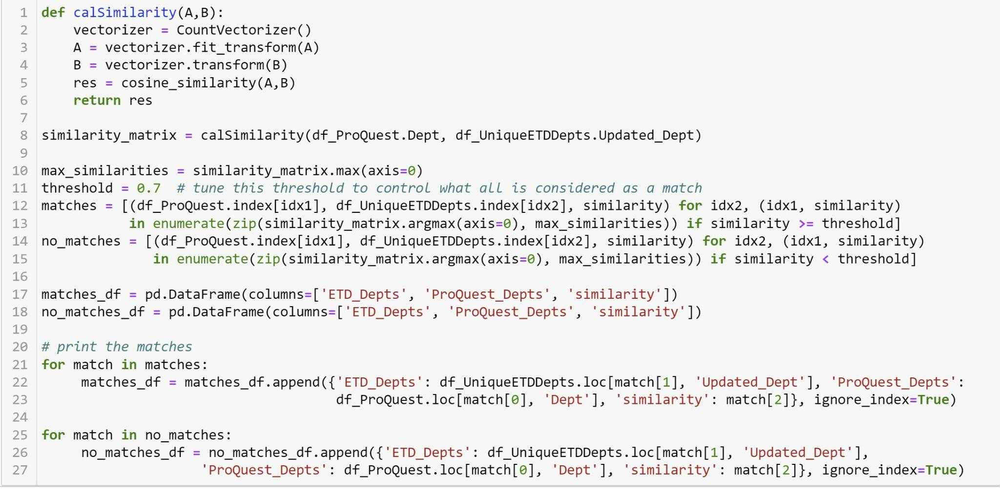 1 def calSimilarity(A,B):
2     vectorizer = CountVectorizer()
3     A = vectorizer.fit_transform(A)
4     B = vectorizer.transform(B)
5     res = cosine_similarity(A,B)
6     return res
7
8 similarity_matrix = calSimilarity(df_ProQuest.Dept, df_UniqueETDDepts.Updated_Dept)
9
10 max_similarities = similarity_matrix.max(axis=0)
11 threshold = 0.7  # tune this threshold to control what all is considered as a match
12 matches = [(df_ProQuest.index[idx1], df_UniqueETDDepts.index[idx2], similarity) for idx2, (idx1, similarity)
13            in enumerate(zip(similarity_matrix.argmax(axis=0), max_similarities)) if similarity >= threshold]
14 no_matches = [(df_ProQuest.index[idx1], df_UniqueETDDepts.index[idx2], similarity) for idx2, (idx1, similarity)
15               in enumerate(zip(similarity_matrix.argmax(axis=0), max_similarities)) if similarity < threshold]
16
17 matches_df = pd.DataFrame(columns=['ETD_Depts', 'ProQuest_Depts', 'similarity'])
18 no_matches_df = pd.DataFrame(columns=['ETD_Depts', 'ProQuest_Depts', 'similarity'])
19
20 # print the matches
21 for match in matches:
22      matches_df = matches_df.append({'ETD_Depts': df_UniqueETDDepts.loc[match[1], 'Updated_Dept'], 'ProQuest_Depts':
23                                      df_ProQuest.loc[match[0], 'Dept'], 'similarity': match[2]}, ignore_index=True)
24
25 for match in no_matches:
26      no_matches_df = no_matches_df.append({'ETD_Depts': df_UniqueETDDepts.loc[match[1], 'Updated_Dept'],
27                     'ProQuest_Depts': df_ProQuest.loc[match[0], 'Dept'], 'similarity': match[2]}, ignore_index=True)